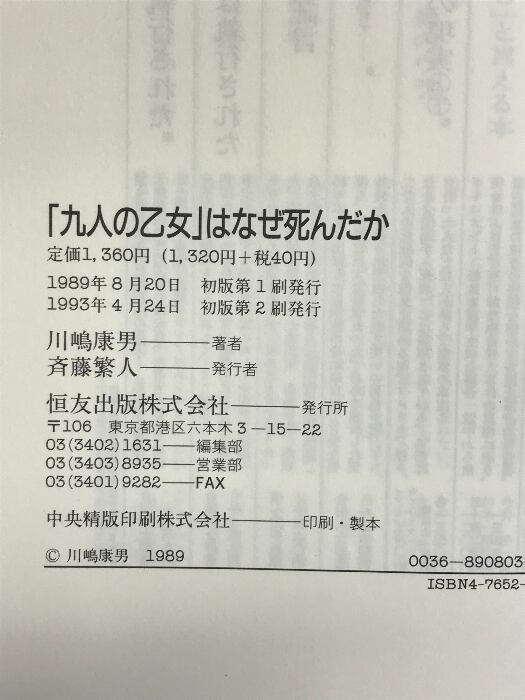 「九人の乙女」はなぜ死んだか
定価1,360円（1,320円＋税40円）
1989年8月20日　初版第1刷発行
1993年4月24日　初版第2刷発行
川嶋康男────著者
斉藤繁人────発行者
恒友出版株式会社────発行所
〒106　東京都港区六本木3－15－22
03(3402)1631──編集部
03(3403)8935──営業部
03(3401)9282──FAX
中央精版印刷株式会社────印刷・製本
© 川嶋康男　1989
0036－890803-
ISBN4-7652-